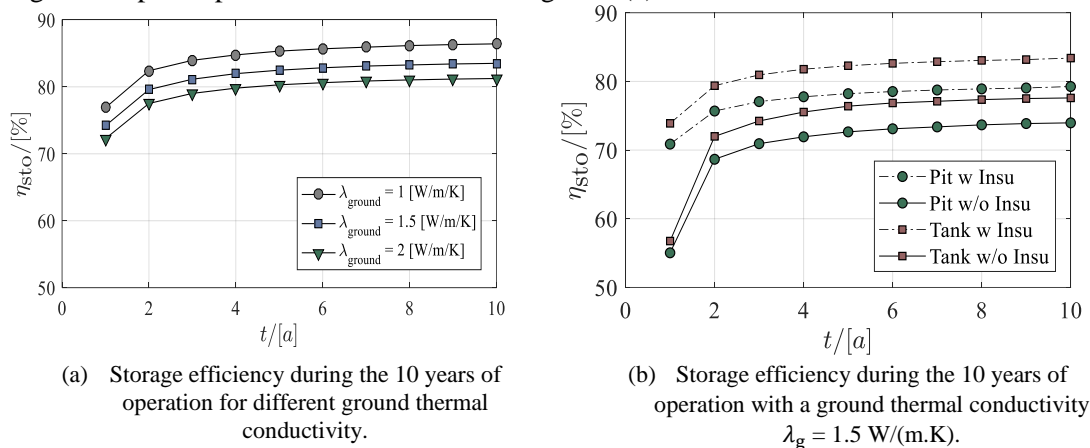 90
80
70
60
50
0
2
4
6
8
10
ηsto/[%]
t/[a]
λground = 1 [W/m/K]
λground = 1.5 [W/m/K]
λground = 2 [W/m/K]
(a) Storage efficiency during the 10 years of
operation for different ground thermal
conductivity.
90
80
70
60
50
0
2
4
6
8
10
ηsto/[%]
t/[a]
Pit w Insu
Pit w/o Insu
Tank w Insu
Tank w/o Insu
(b) Storage efficiency during the 10 years of
operation with a ground thermal conductivity
λg = 1.5 W/(m.K).